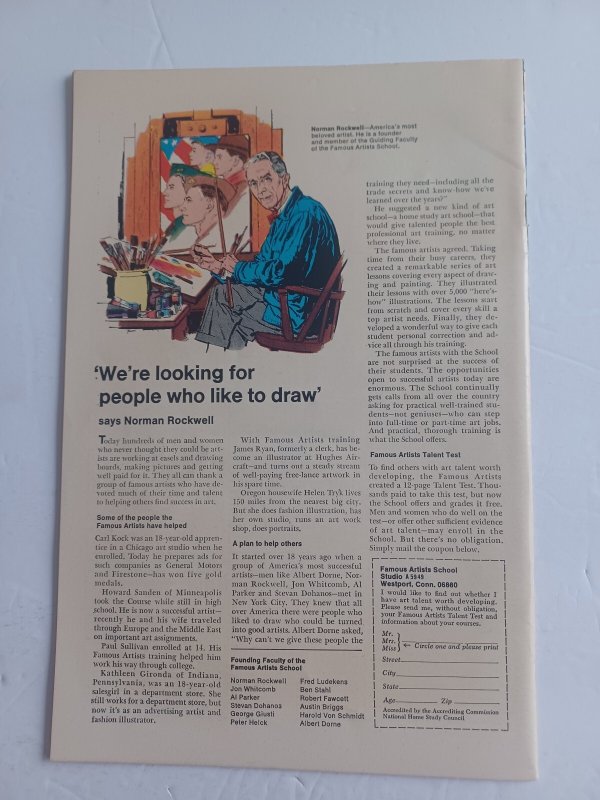 Norman Rockwell—America's most
beloved artist. He is a founder
and member of the Guiding Faculty
of the Famous Artists School.
'We're looking for
people who like to draw'
says Norman Rockwell
Today hundreds of men and women
who never thought they could be art-
ists are working at easels and drawing
boards, making pictures and getting
well paid for it. They all can thank a
group of famous artists who have de-
voted much of their time and talent
to helping others find success in art.
Some of the people the
Famous Artists have helped
Carl Kock was an 18-year-old appren-
tice in a Chicago art studio when he
enrolled. Today he prepares ads for
such companies as General Motors
and Firestone—has won five gold
medals.
Howard Sanden of Minneapolis
took the Course while still in high
school. He is now a successful artist—
recently he and his wife traveled
through Europe and the Middle East
on important art assignments.
Paul Sullivan enrolled at 14. His
Famous Artists training helped him
work his way through college.
Kathleen Gironda of Indiana,
Pennsylvania, was an 18-year-old
salesgirl in a department store. She
still works for a department store, but
now it's as an advertising artist and
fashion illustrator.
With Famous Artists training
James Ryan, formerly a clerk, has be-
come an illustrator at Hughes Air-
craft—and turns out a steady stream
of well-paying free-lance artwork in
his spare time.
Oregon housewife Helen Tryk lives
150 miles from the nearest big city.
But she does fashion illustration, has
her own studio, runs an art work
shop, does portraits.
A plan to help others
It started over 18 years ago when a
group of America's most successful
artists—men like Albert Dorne, Nor-
man Rockwell, Jon Whitcomb, Al
Parker and Stevan Dohanos—met in
New York City. They knew that all
over America there were people who
liked to draw who could be turned
into good artists. Albert Dorne asked,
"Why can't we give these people the
Founding Faculty of the
Famous Artists School
Norman Rockwell
Jon Whitcomb
Al Parker
Stevan Dohanos
George Giusti
Peter Helck
Fred Ludekens
Ben Stahl
Robert Fawcett
Austin Briggs
Harold Von Schmidt
Albert Dorne
training they need—including all the
trade secrets and know-how we've
learned over the years?"
He suggested a new kind of art
school—a home study art school—that
would give talented people the best
professional art training, no matter
where they live.
The famous artists agreed. Taking
time from their busy careers, they
created a remarkable series of art
lessons covering every aspect of draw-
ing and painting. They illustrated
their lessons with over 5,000 "here's-
how" illustrations. The lessons start
from scratch and cover every skill a
top artist needs. Finally, they de-
veloped a wonderful way to give each
student personal correction and ad-
vice all through his training.
The famous artists with the School
are not surprised at the success of
their students. The opportunities
open to successful artists today are
enormous. The School continually
gets calls from all over the country
asking for practical well-trained stu-
dents—not geniuses—who can step
into full-time or part-time art jobs.
And practical, thorough training is
what the School offers.
Famous Artists Talent Test
To find others with art talent worth
developing, the Famous Artists
created a 12-page Talent Test. Thou-
sands paid to take this test, but now
the School offers and grades it free.
Men and women who do well on the
test—or offer other sufficient evidence
of art talent—may enroll in the
School. But there's no obligation.
Simply mail the coupon below.
Famous Artists School
Studio A5949
Westport, Conn. 06880
I would like to find out whether I
have art talent worth developing.
Please send me, without obligation,
your Famous Artists Talent Test and
information about your courses.
Mr.
Mrs.
Miss
Circle one and please print
Street
City
State
Age Zip
Accredited by the Accrediting Commission
National Home Study Council